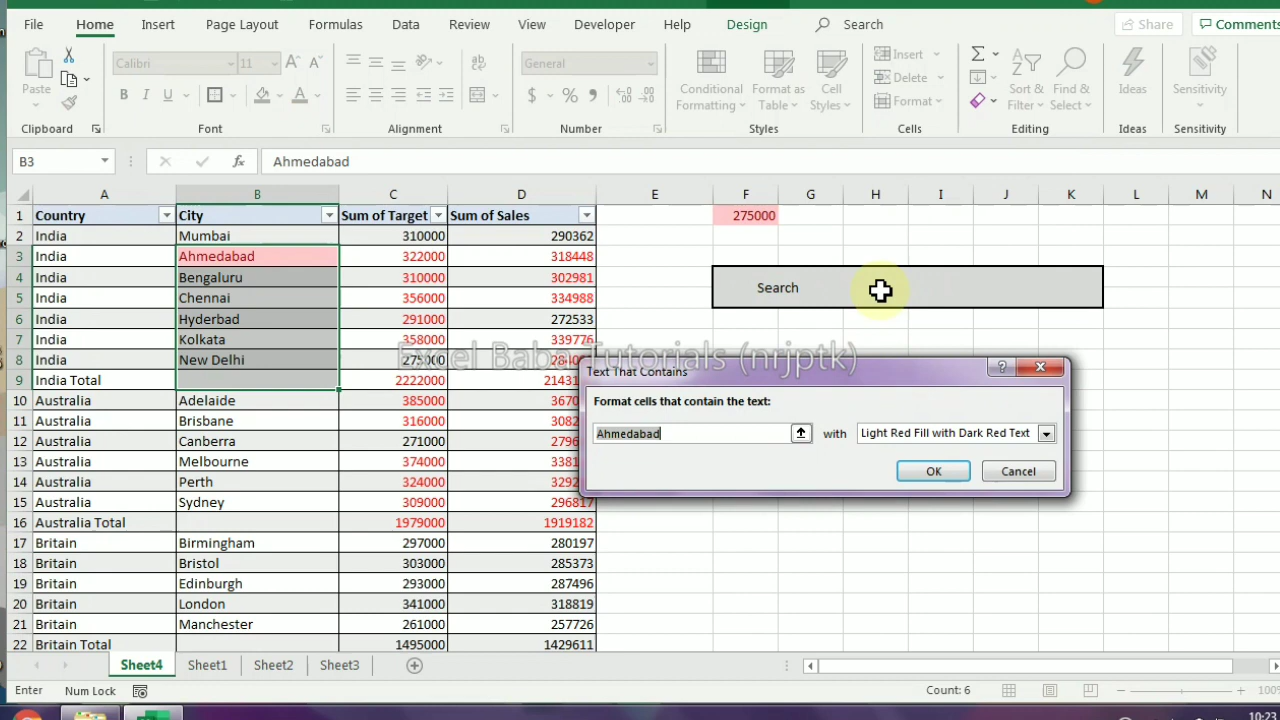 File Home Insert Page Layout Formulas Data Review View Developer Help Design Search Share Comments
Paste Calibri 11 General Conditional Formatting Format as Table Cell Styles Insert Delete Format Sort & Filter Find & Select Ideas Sensitivity
Clipboard Font Alignment Number Styles Cells Editing Ideas Sensitivity
B3 fx Ahmedabad
A B C D E F G H I J K L M N
1 Country City Sum of Target Sum of Sales 275000
2 India Mumbai 310000 290362
3 India Ahmedabad 322000 318448
4 India Bengaluru 310000 302981
Search
5 India Chennai 356000 334988
6 India Hyderbad 291000 272533
7 India Kolkata 358000 339776
8 India New Delhi 275000
Excel Baba Tutorials (nrjptk)
9 India Total 2222000
10 Australia Adelaide 385000
11 Australia Brisbane 316000
12 Australia Canberra 271000
13 Australia Melbourne 374000
14 Australia Perth 324000
15 Australia Sydney 309000 296817
16 Australia Total 1979000 1919182
17 Britain Birmingham 297000 280197
18 Britain Bristol 303000 285373
19 Britain Edinburgh 293000 287496
20 Britain London 341000 318819
21 Britain Manchester 261000 257726
22 Britain Total 1495000 1429611
Text That Contains
Format cells that contain the text:
Ahmedabad with Light Red Fill with Dark Red Text
OK Cancel
Sheet4 Sheet1 Sheet2 Sheet3
Enter Num Lock Count: 6
10:23